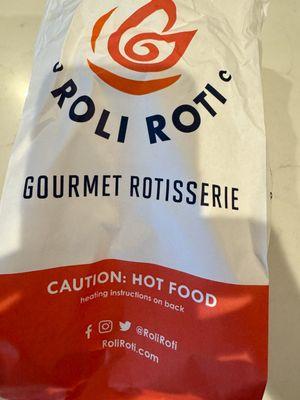 ROLI ROTI
GOURMET ROTISSERIE
CAUTION: HOT FOOD
heating instructions on back
@RoliRoti
RoliRoti.com